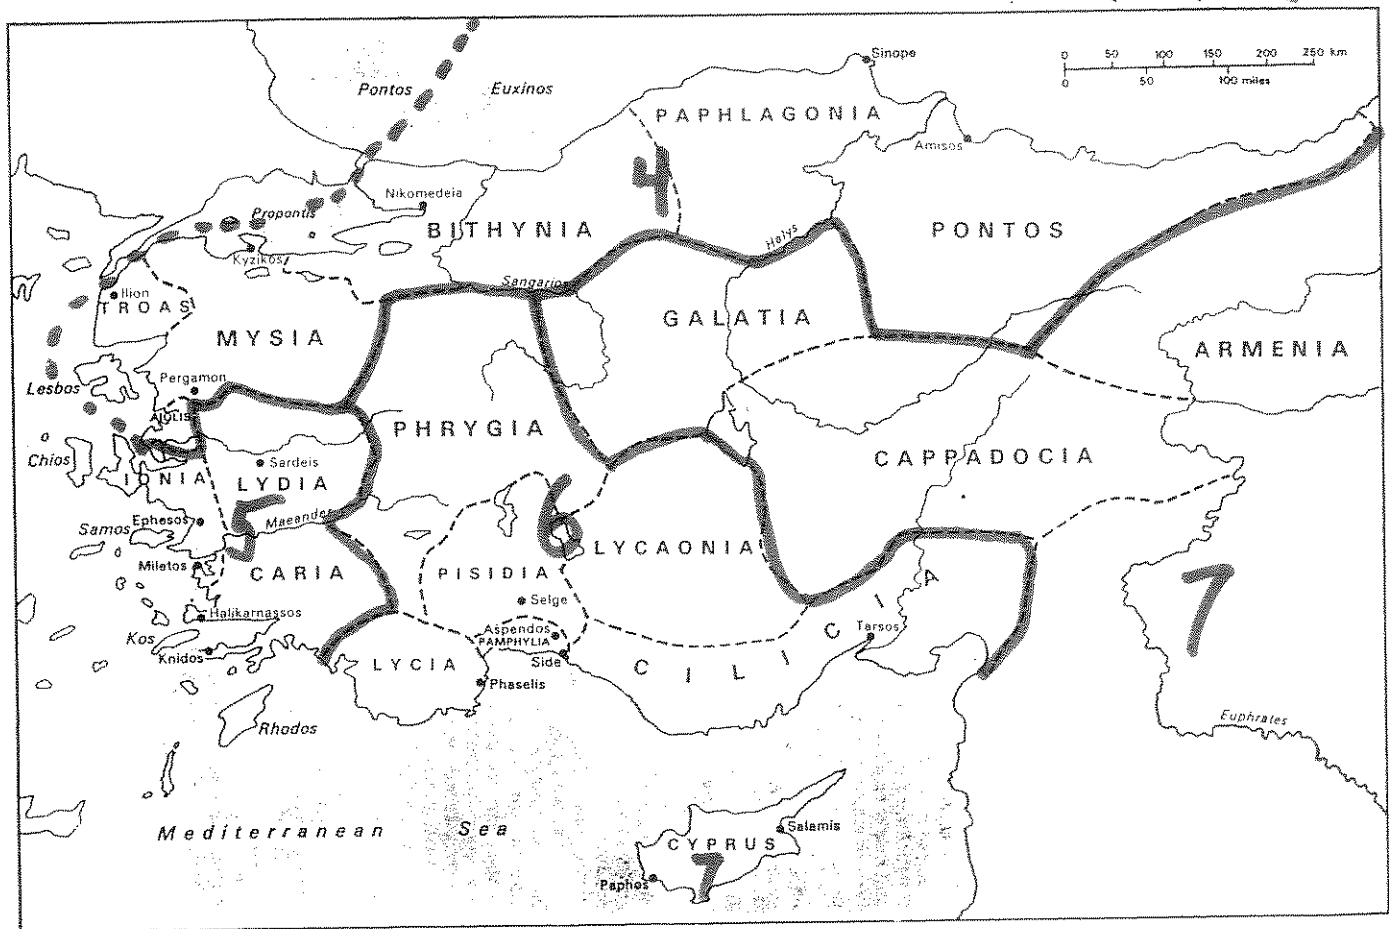 Sinope
0 50 100 150 200 250 km
0 50 100 miles
Pontos Euxinos
PAPHLAGONIA
Amisos
4
Nikomedeia
Propontis
BITHYNIA
Halys
PONTOS
Kyzikos
Sangarios
Ilion
TROAS
GALATIA
MYSIA
ARMENIA
Pergamon
Lesbos
AIOLIS
PHRYGIA
Chios
Sardeis
CAPPADOCIA
IONIA
LYDIA
5
Maeander
6
Samos
Ephesos
LYCAONIA
Miletos
CARIA
PISIDIA
7
Selge
Halikarnassos
Kos
Aspendos
PAMPHYLIA
Tarsos
Knidos
LYCIA
Side
CILICIA
Phaselis
Rhodos
Euphrates
Mediterranean Sea
Salamis
CYPRUS
7
Paphos